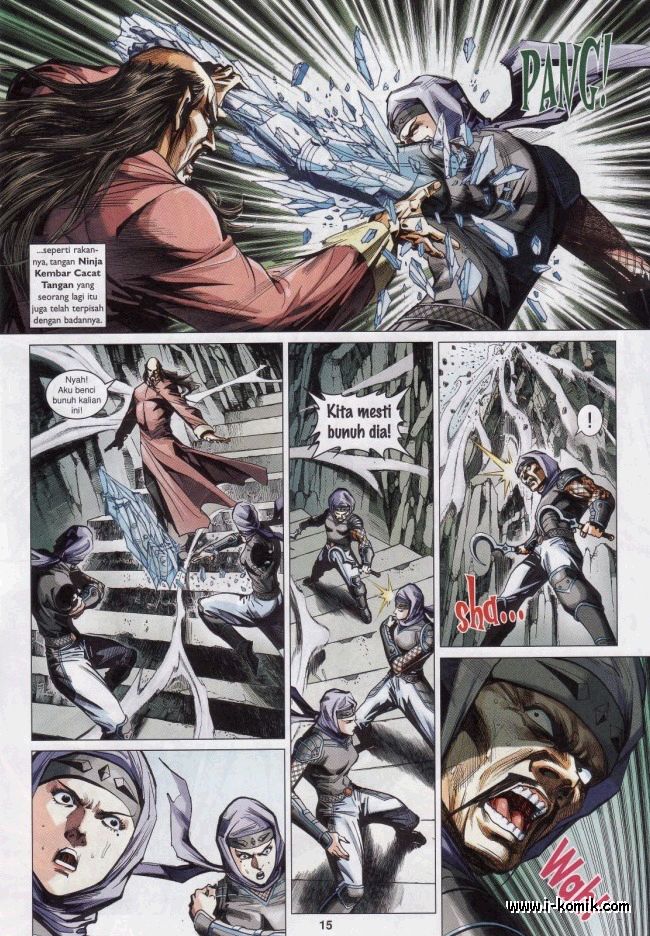 PANG!
...seperti rakan-
nya, tangan Ninja
Kembar Cacat
Tangan yang
seorang lagi itu
juga telah terpisah
dengan badannya.
Nyah!
Aku benci
bunuh kalian
ini!
Kita mesti
bunuh dia!
!
sha...
Woh!
15
www.i-komik.com